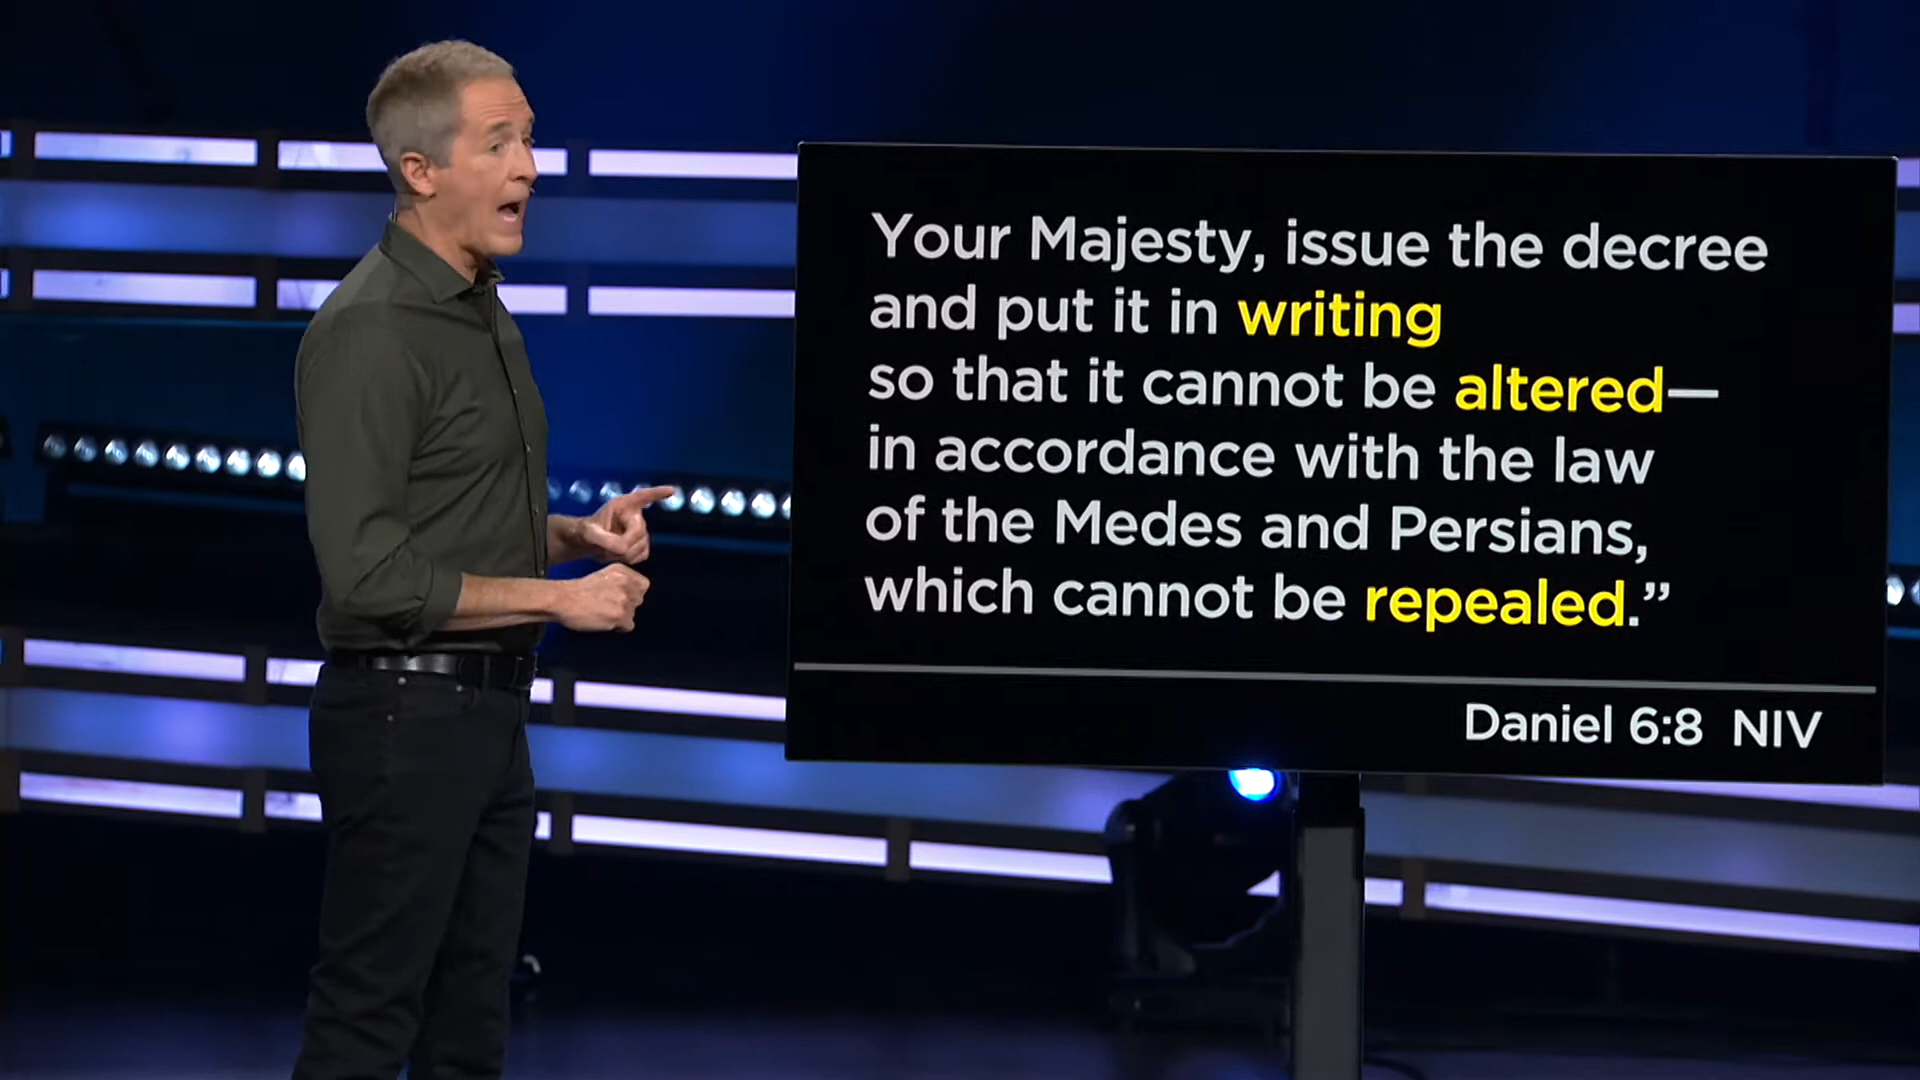 Your Majesty, issue the decree
and put it in writing
so that it cannot be altered—
in accordance with the law
of the Medes and Persians,
which cannot be repealed.”
Daniel 6:8 NIV